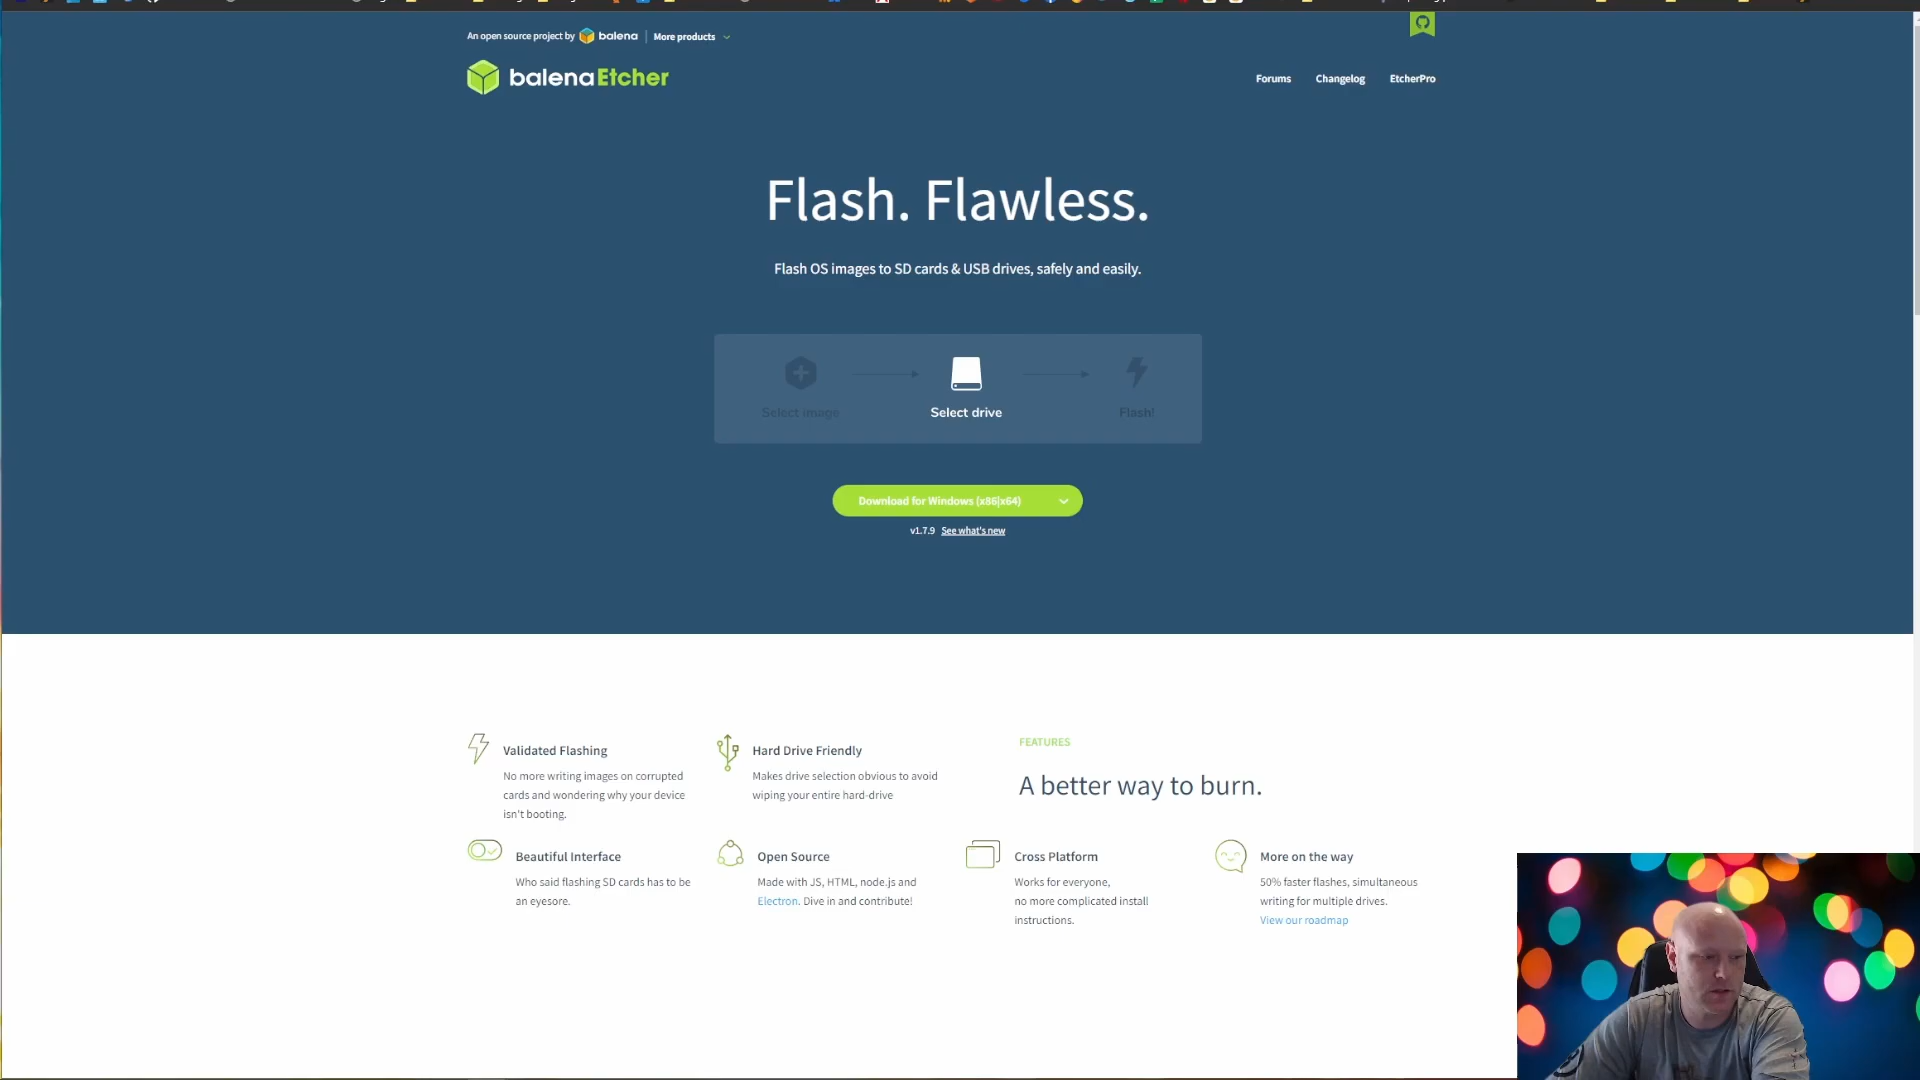 An open source project by balena | More products
balenaEtcher
Forums Changelog EtcherPro
Flash. Flawless.
Flash OS images to SD cards & USB drives, safely and easily.
Select image Select drive Flash!
Download for Windows (x86|x64)
v1.7.9 See what's new
Validated Flashing
No more writing images on corrupted
cards and wondering why your device
isn't booting.
Hard Drive Friendly
Makes drive selection obvious to avoid
wiping your entire hard-drive
FEATURES
A better way to burn.
Beautiful Interface
Who said flashing SD cards has to be
an eyesore.
Open Source
Made with JS, HTML, node.js and
Electron. Dive in and contribute!
Cross Platform
Works for everyone,
no more complicated install
instructions.
More on the way
50% faster flashes, simultaneous
writing for multiple drives.
View our roadmap